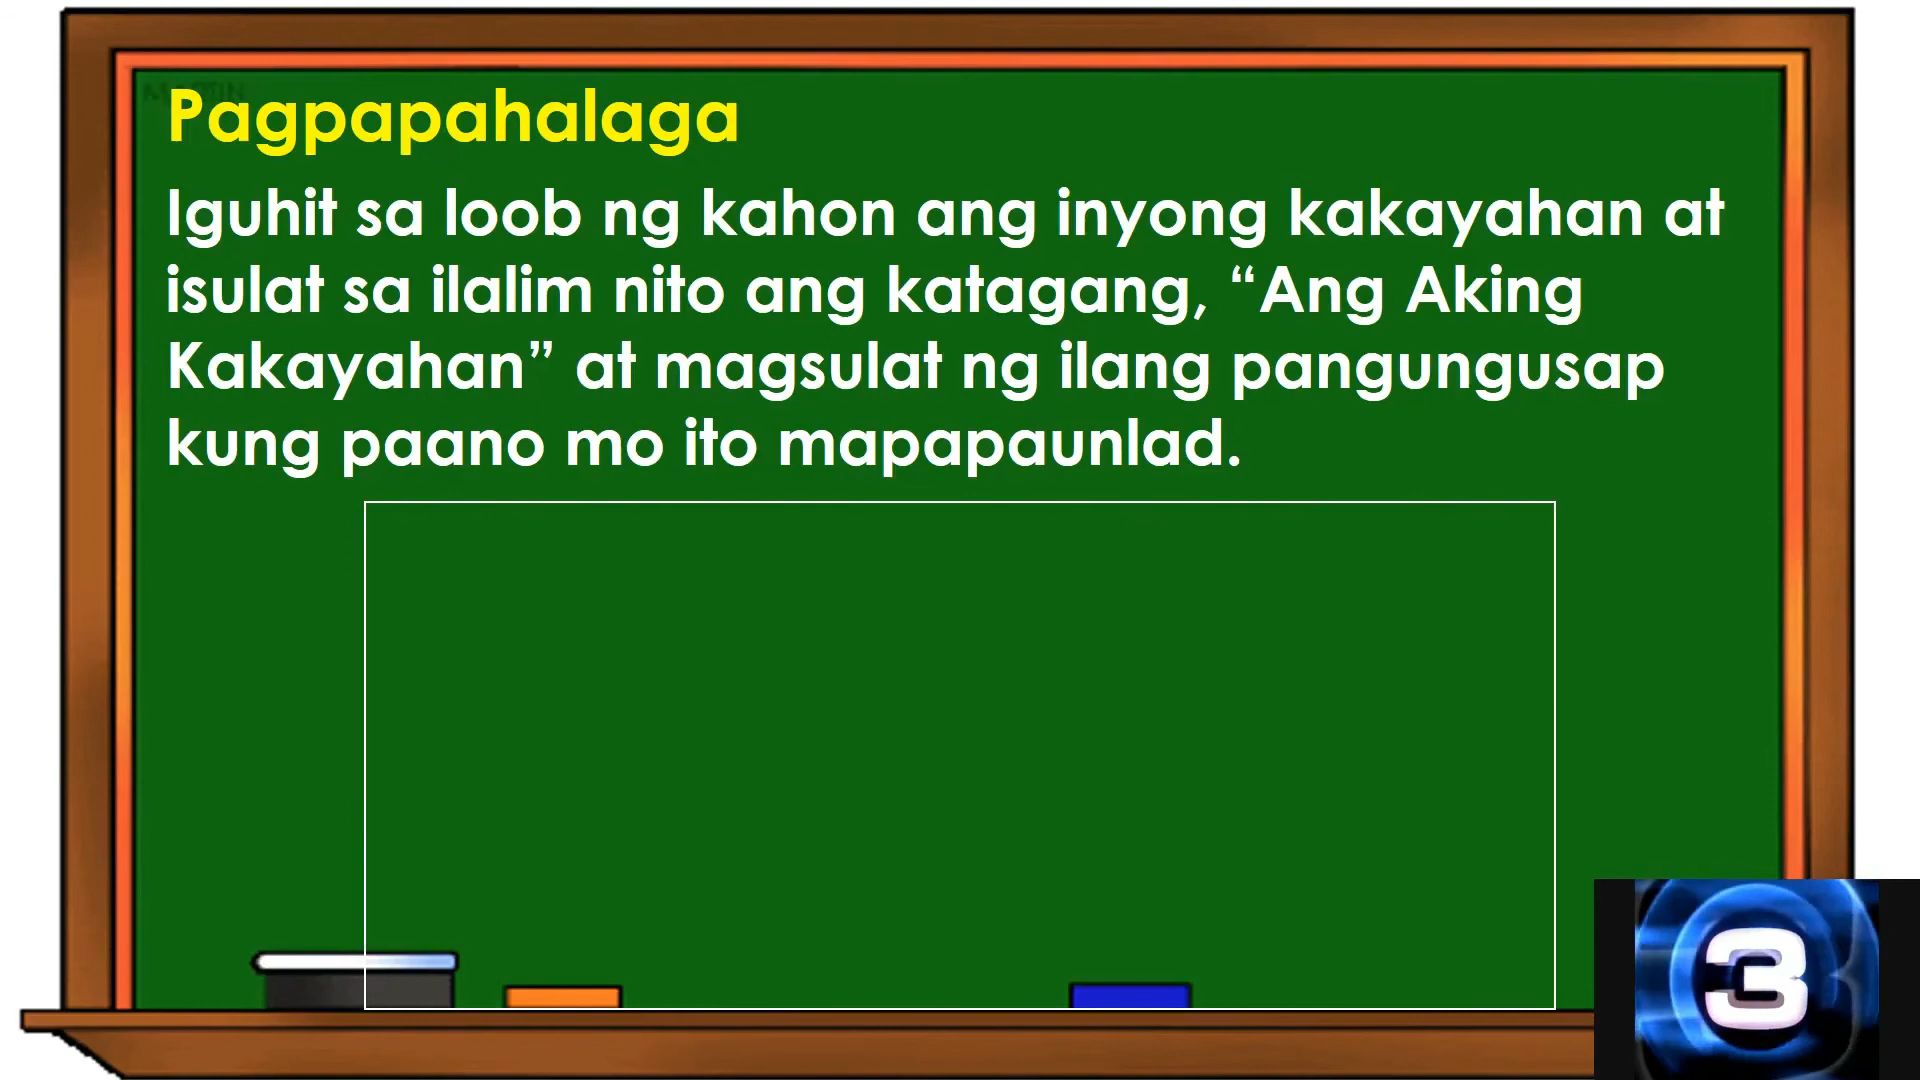 Pagpapahalaga
Iguhit sa loob ng kahon ang inyong kakayahan at
isulat sa ilalim nito ang katagang, “Ang Aking
Kakayahan” at magsulat ng ilang pangungusap
kung paano mo ito mapapaunlad.
3